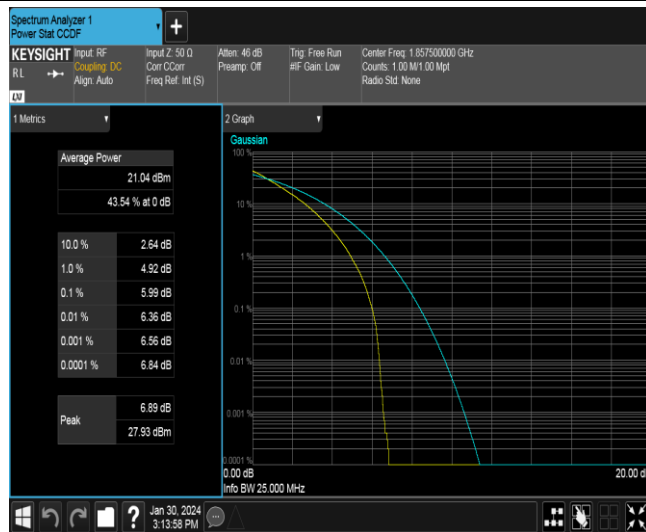 Spectrum Analyzer 1
Power Stat CCDF
+
KEYSIGHT
RL
LXI
Input: RF
Coupling: DC
Align: Auto
Input Z: 50 Ω
Corr CCorr
Freq Ref: Int (S)
Atten: 46 dB
Preamp: Off
Trig: Free Run
#IF Gain: Low
Center Freq: 1.857500000 GHz
Counts: 1.00 M/1.00 Mpt
Radio Std: None
1 Metrics
Average Power
21.04 dBm
43.54 % at 0 dB
10.0 % 2.64 dB
1.0 % 4.92 dB
0.1 % 5.99 dB
0.01 % 6.36 dB
0.001 % 6.56 dB
0.0001 % 6.84 dB
Peak
6.89 dB
27.93 dBm
2 Graph
Gaussian
100 %
10 %
1 %
0.1 %
0.01 %
0.001 %
0.0001 %
0.00 dB
20.00 d
Info BW 25.000 MHz
?
Jan 30, 2024
3:13:58 PM